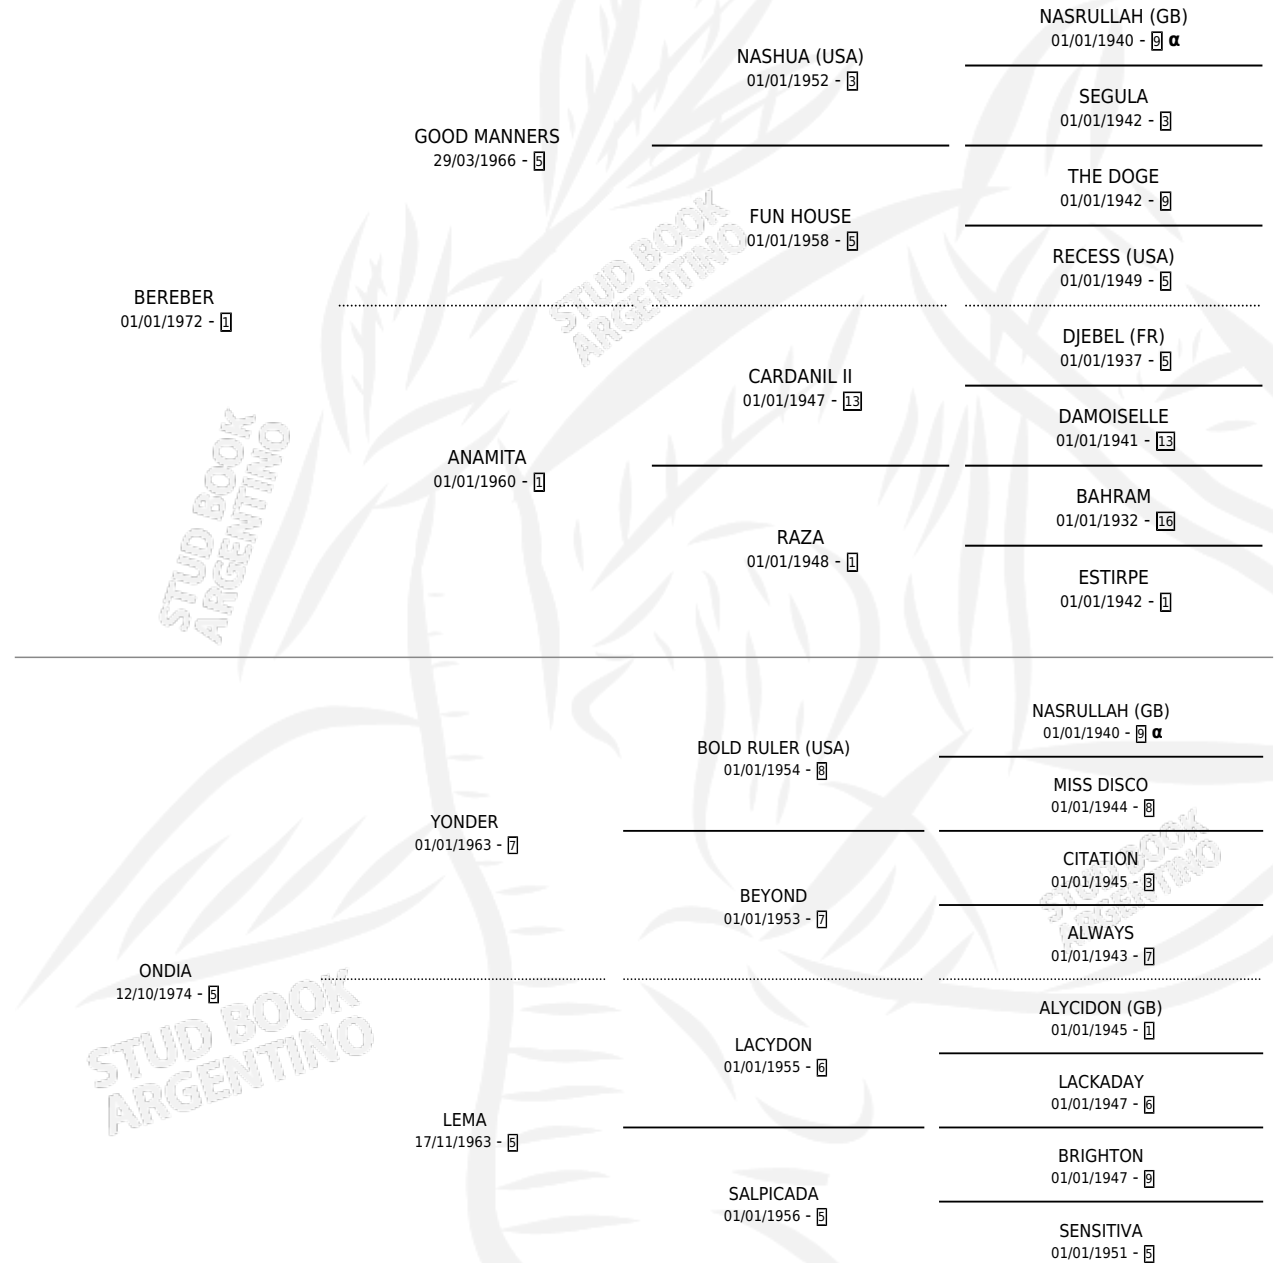 NASRULLAH (GB)
01/01/1940 - 9 α
NASHUA (USA)
01/01/1952 - 3
SEGULA
01/01/1942 - 3
GOOD MANNERS
29/03/1966 - 5
THE DOGE
01/01/1942 - 9
FUN HOUSE
01/01/1958 - 5
RECESS (USA)
01/01/1949 - 5
STUD BOOK
ARGENTINO
BEREBER
01/01/1972 - 1
DJEBEL (FR)
01/01/1937 - 5
CARDANIL II
01/01/1947 - 13
DAMOISELLE
01/01/1941 - 13
ANAMITA
01/01/1960 - 1
BAHRAM
01/01/1932 - 16
RAZA
01/01/1948 - 1
ESTIRPE
01/01/1942 - 1
STUD BOOK
ARGENTINO
NASRULLAH (GB)
01/01/1940 - 9 α
BOLD RULER (USA)
01/01/1954 - 8
MISS DISCO
01/01/1944 - 8
YONDER
01/01/1963 - 7
CITATION
01/01/1945 - 3
BEYOND
01/01/1953 - 7
ALWAYS
01/01/1943 - 7
STUD BOOK
ARGENTINO
ONDIA
12/10/1974 - 5
ALYCIDON (GB)
01/01/1945 - 1
LACYDON
01/01/1955 - 6
LACKADAY
01/01/1947 - 6
STUD BOOK
ARGENTINO
LEMA
17/11/1963 - 5
BRIGHTON
01/01/1947 - 9
SALPICADA
01/01/1956 - 5
SENSITIVA
01/01/1951 - 5